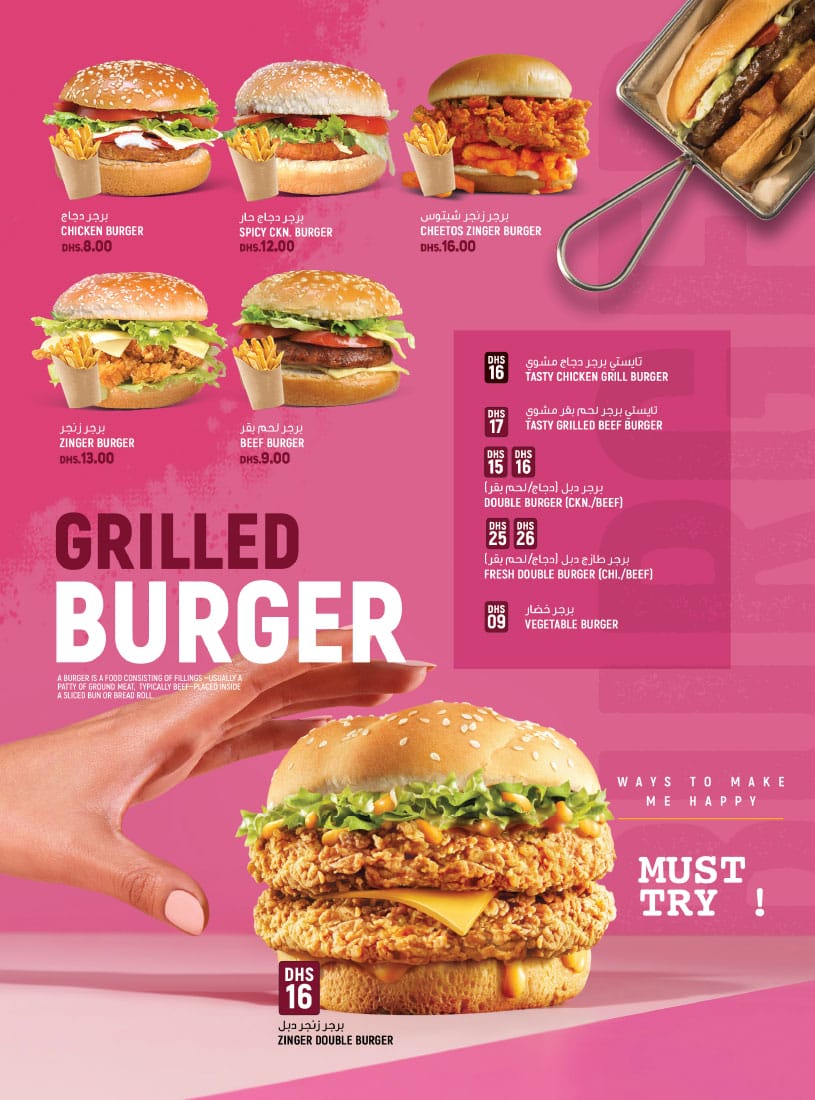 برجر دجاج
CHICKEN BURGER
DHS.8.00
برجر دجاج حار
SPICY CKN. BURGER
DHS.12.00
برجر زنجر شيتوس
CHEETOS ZINGER BURGER
DHS.16.00
برجر زنجر
ZINGER BURGER
DHS.13.00
برجر لحم بقر
BEEF BURGER
DHS.9.00
DHS
16
تايستي برجر دجاج مشوي
TASTY CHICKEN GRILL BURGER
DHS
17
تايستي برجر لحم بقر مشوي
TASTY GRILLED BEEF BURGER
DHS DHS
15 16
برجر دبل (دجاج/لحم بقر)
DOUBLE BURGER (CKN./BEEF)
DHS DHS
25 26
برجر طازج دبل (دجاج/لحم بقر)
FRESH DOUBLE BURGER (CHI./BEEF)
DHS
09
برجر خضار
VEGETABLE BURGER
GRILLED
BURGER
A BURGER IS A FOOD CONSISTING OF FILLINGS —USUALLY A
PATTY OF GROUND MEAT, TYPICALLY BEEF—PLACED INSIDE
A SLICED BUN OR BREAD ROLL.
WAYS TO MAKE
ME HAPPY
MUST
TRY !
DHS
16
برجر زنجر دبل
ZINGER DOUBLE BURGER
BURGER